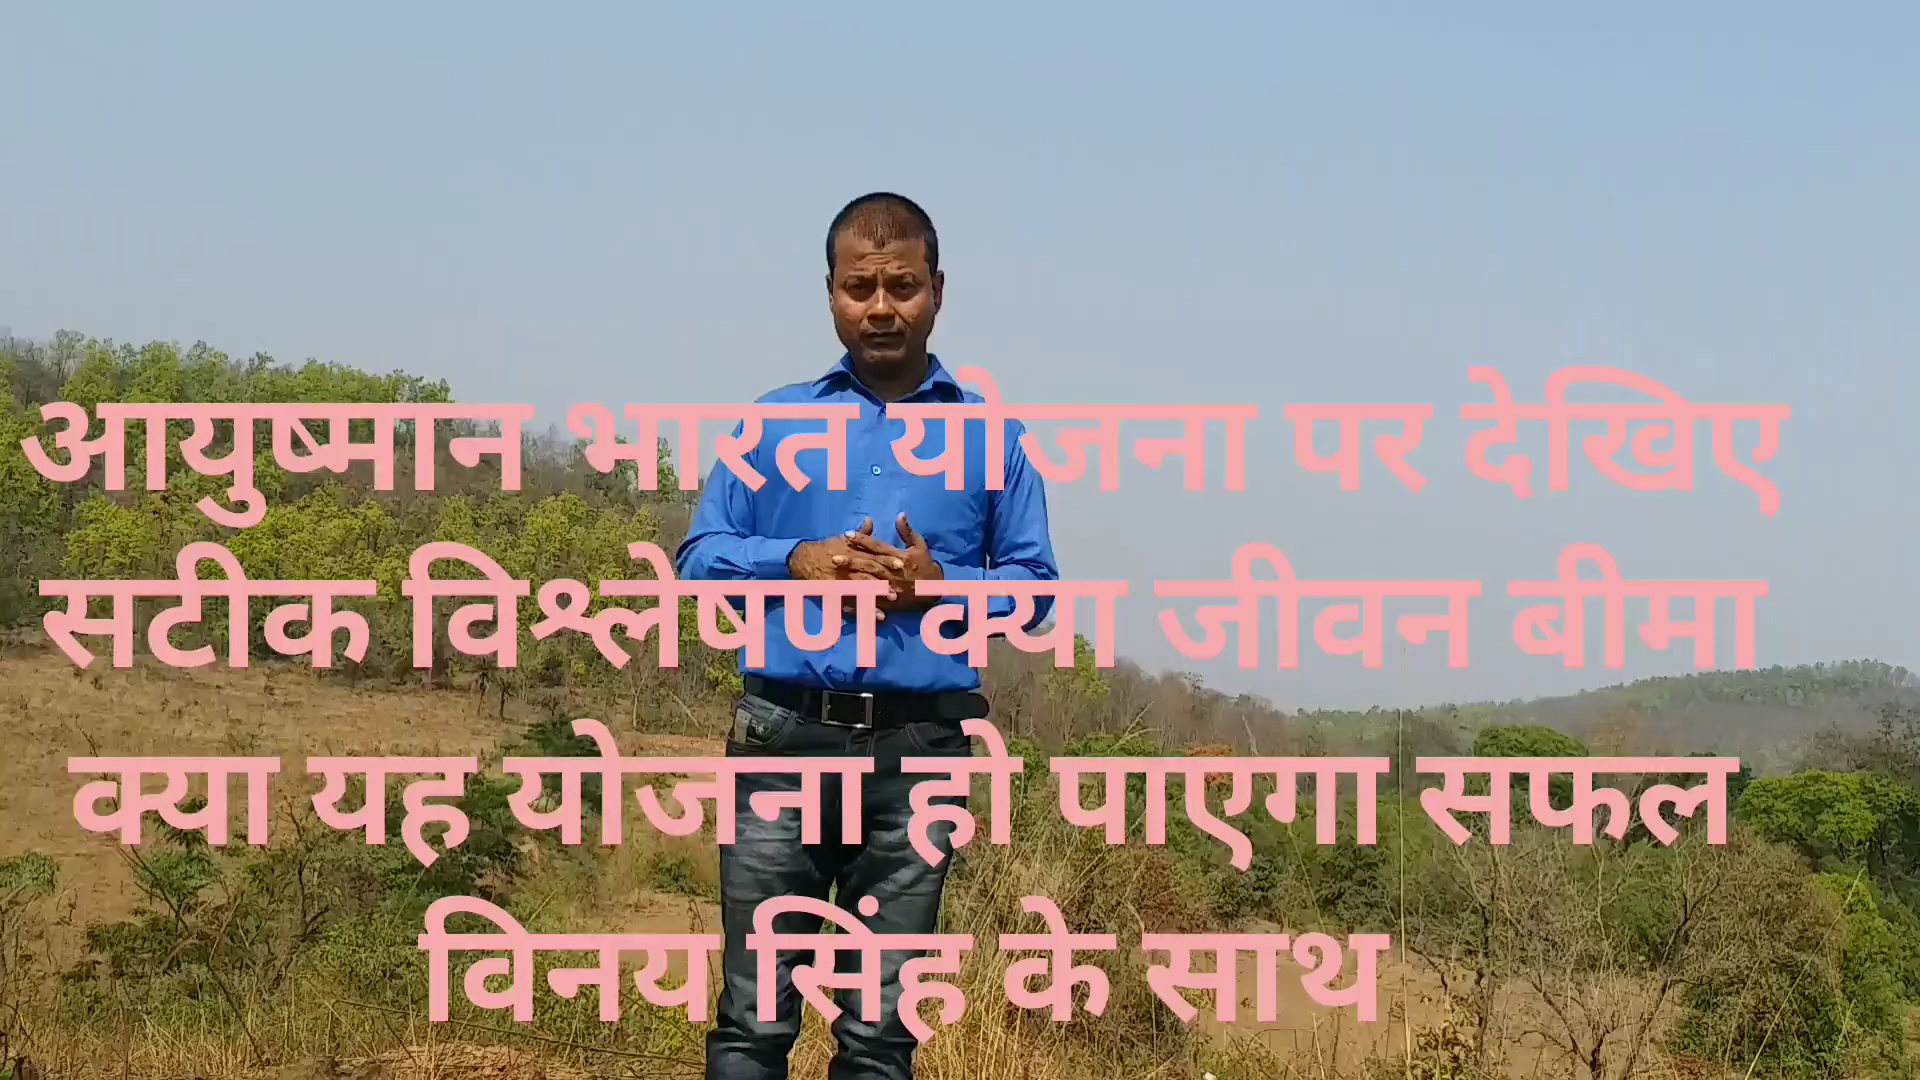 आयुष्मान भारत योजना पर देखिए
सटीक विश्लेषण क्या जीवन बीमा
क्या यह योजना हो पाएगा सफल
विनय सिंह के साथ